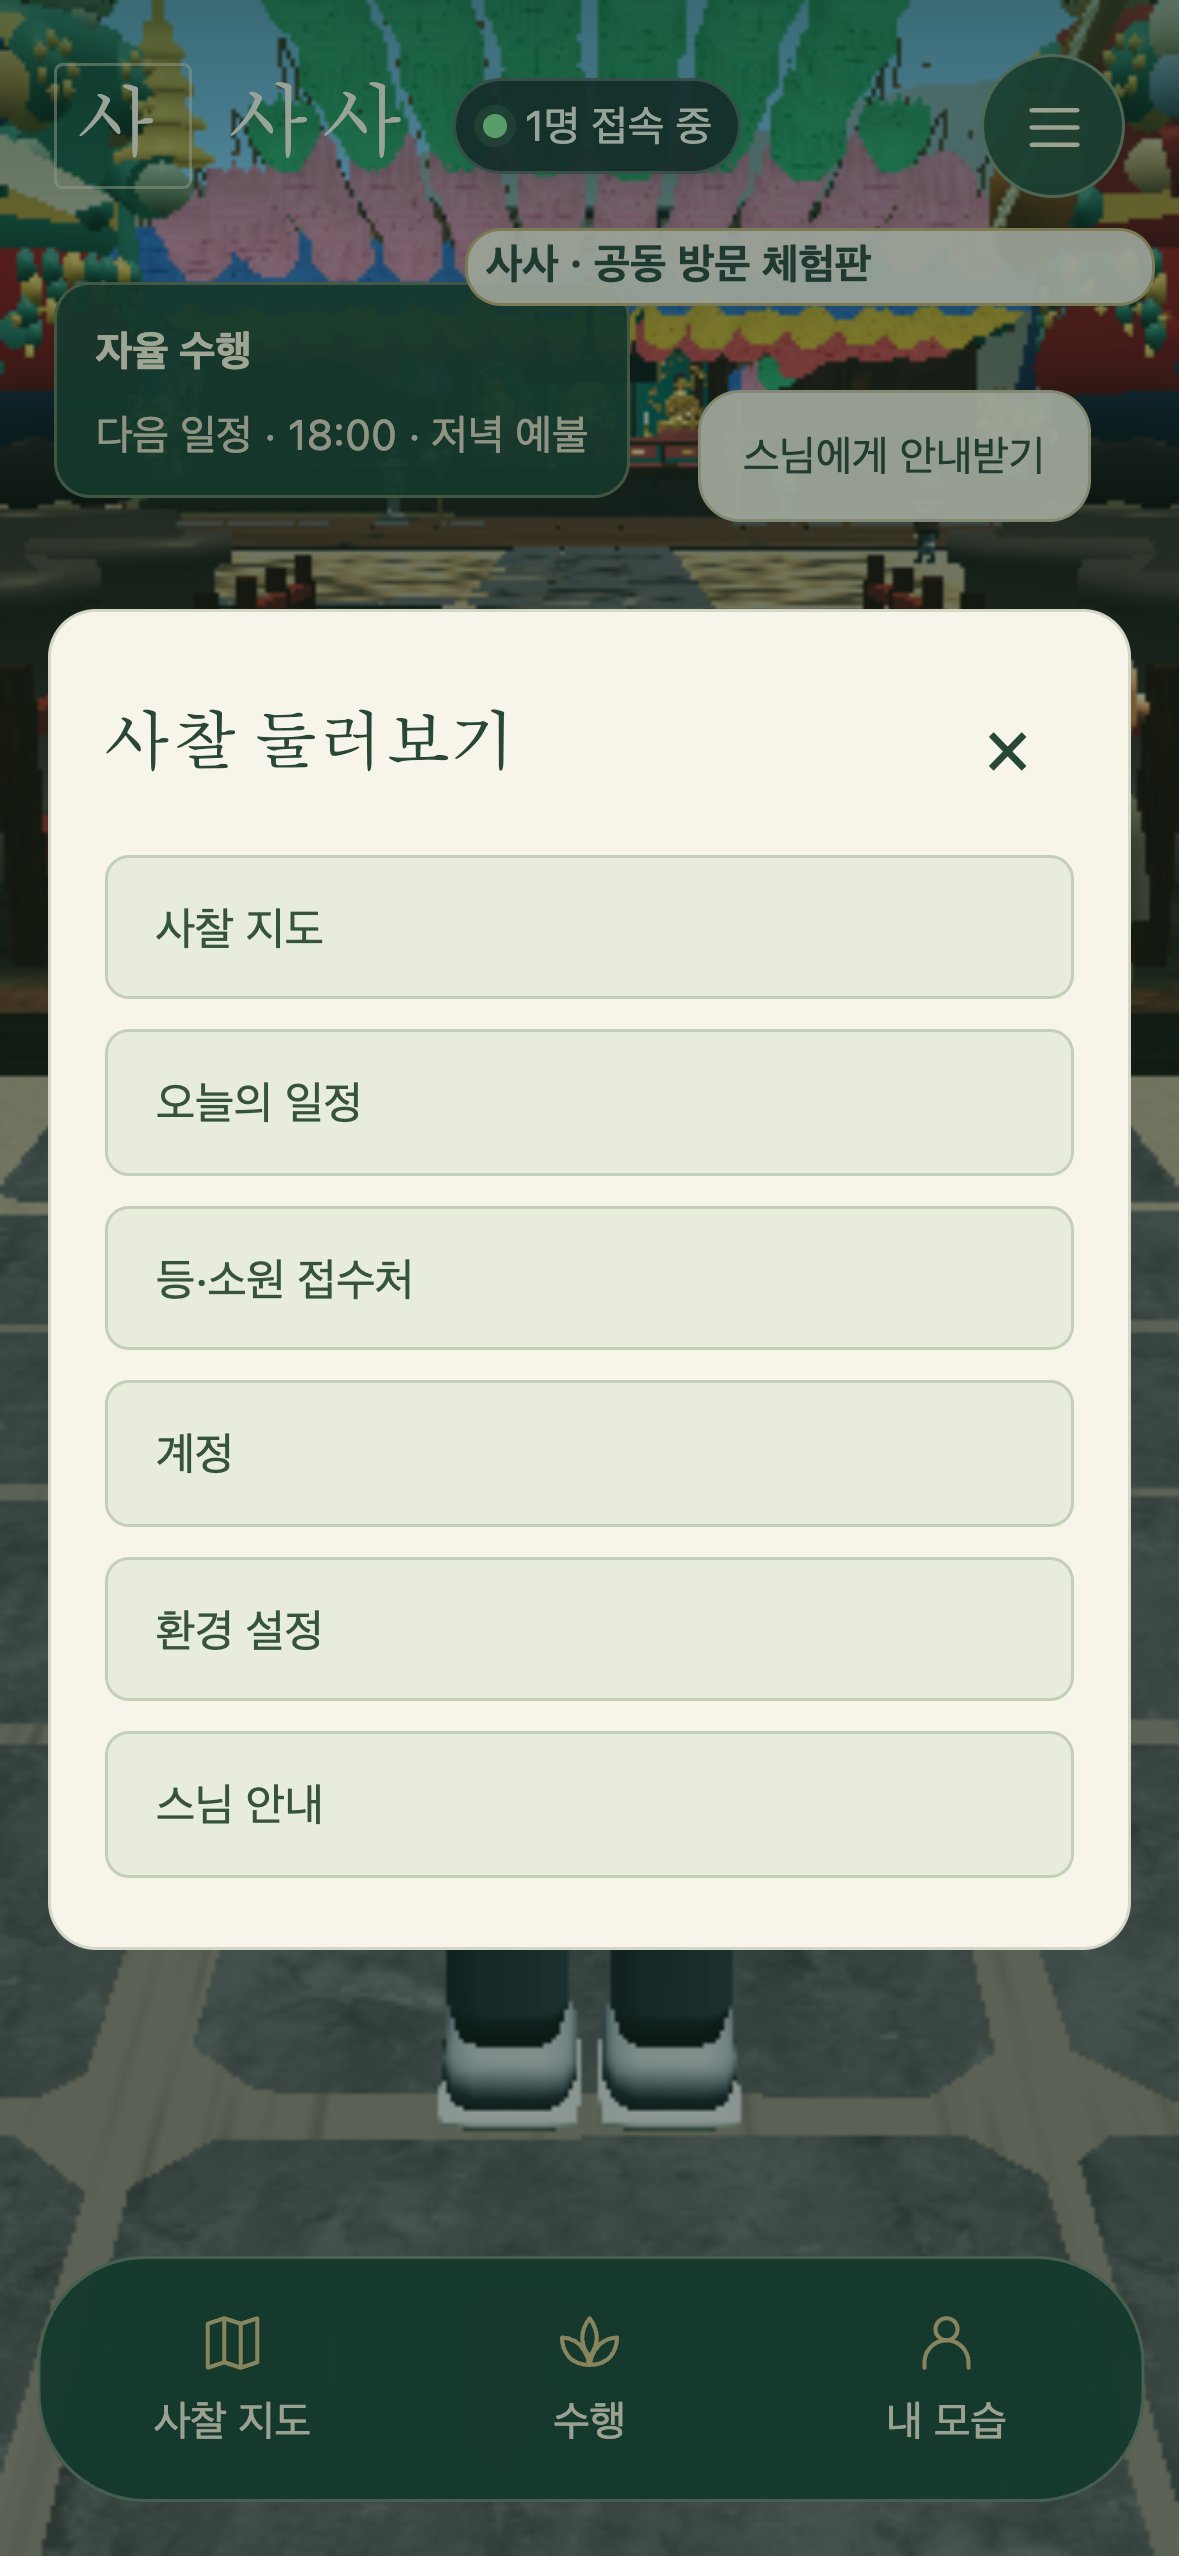 사 사사
1명 접속 중
사사 · 공동 방문 체험판
자율 수행
다음 일정 · 18:00 · 저녁 예불
스님에게 안내받기
사찰 둘러보기
사찰 지도
오늘의 일정
등·소원 접수처
계정
환경 설정
스님 안내
사찰 지도
수행
내 모습